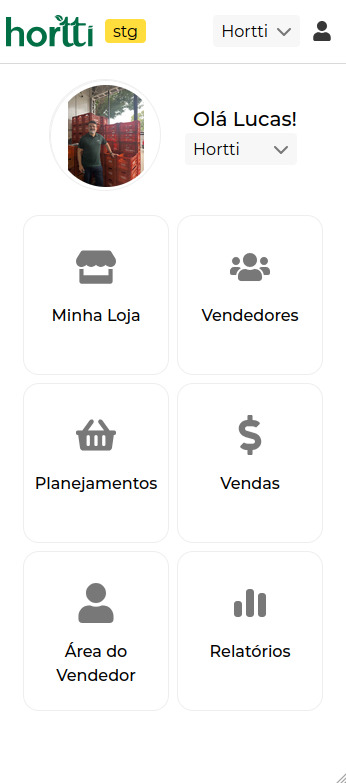 hortti stg Hortti
Olá Lucas!
Hortti
Minha Loja
Vendedores
Planejamentos
Vendas
Área do
Vendedor
Relatórios